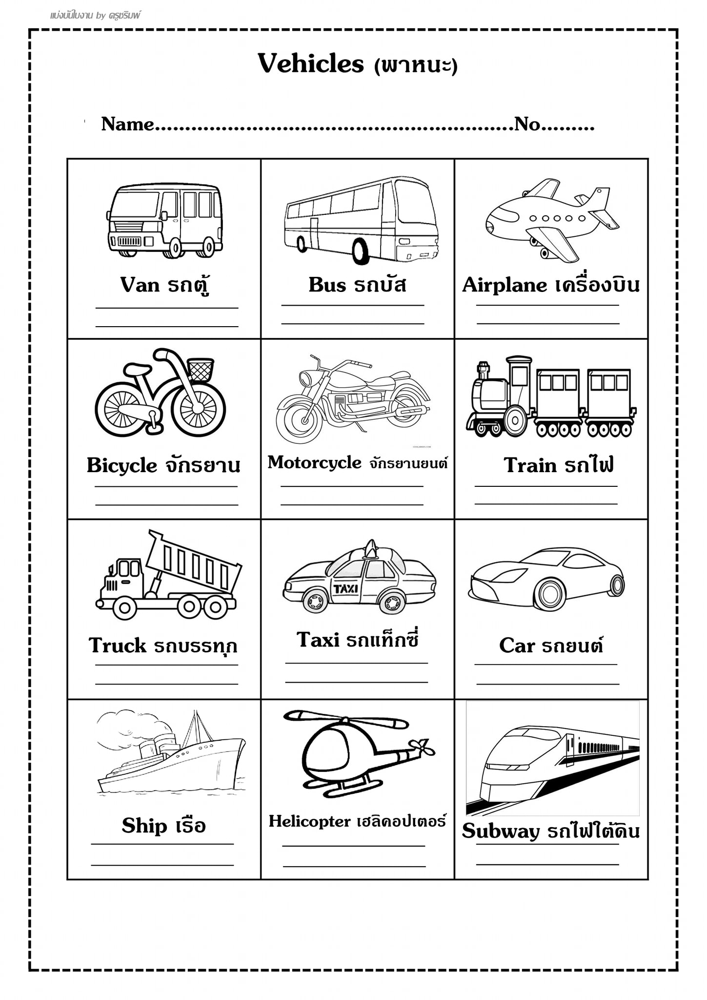 แบ่งปันใบงาน by ครูชริมพ์
Vehicles (พาหนะ)
Name...........................................................No.........
Van รถตู้
Bus รถบัส
Airplane เครื่องบิน
Bicycle จักรยาน
Motorcycle จักรยานยนต์
Train รถไฟ
Truck รถบรรทุก
TAXI
Taxi รถแท็กซี่
Car รถยนต์
Ship เรือ
Helicopter เฮลิคอปเตอร์
Subway รถไฟใต้ดิน